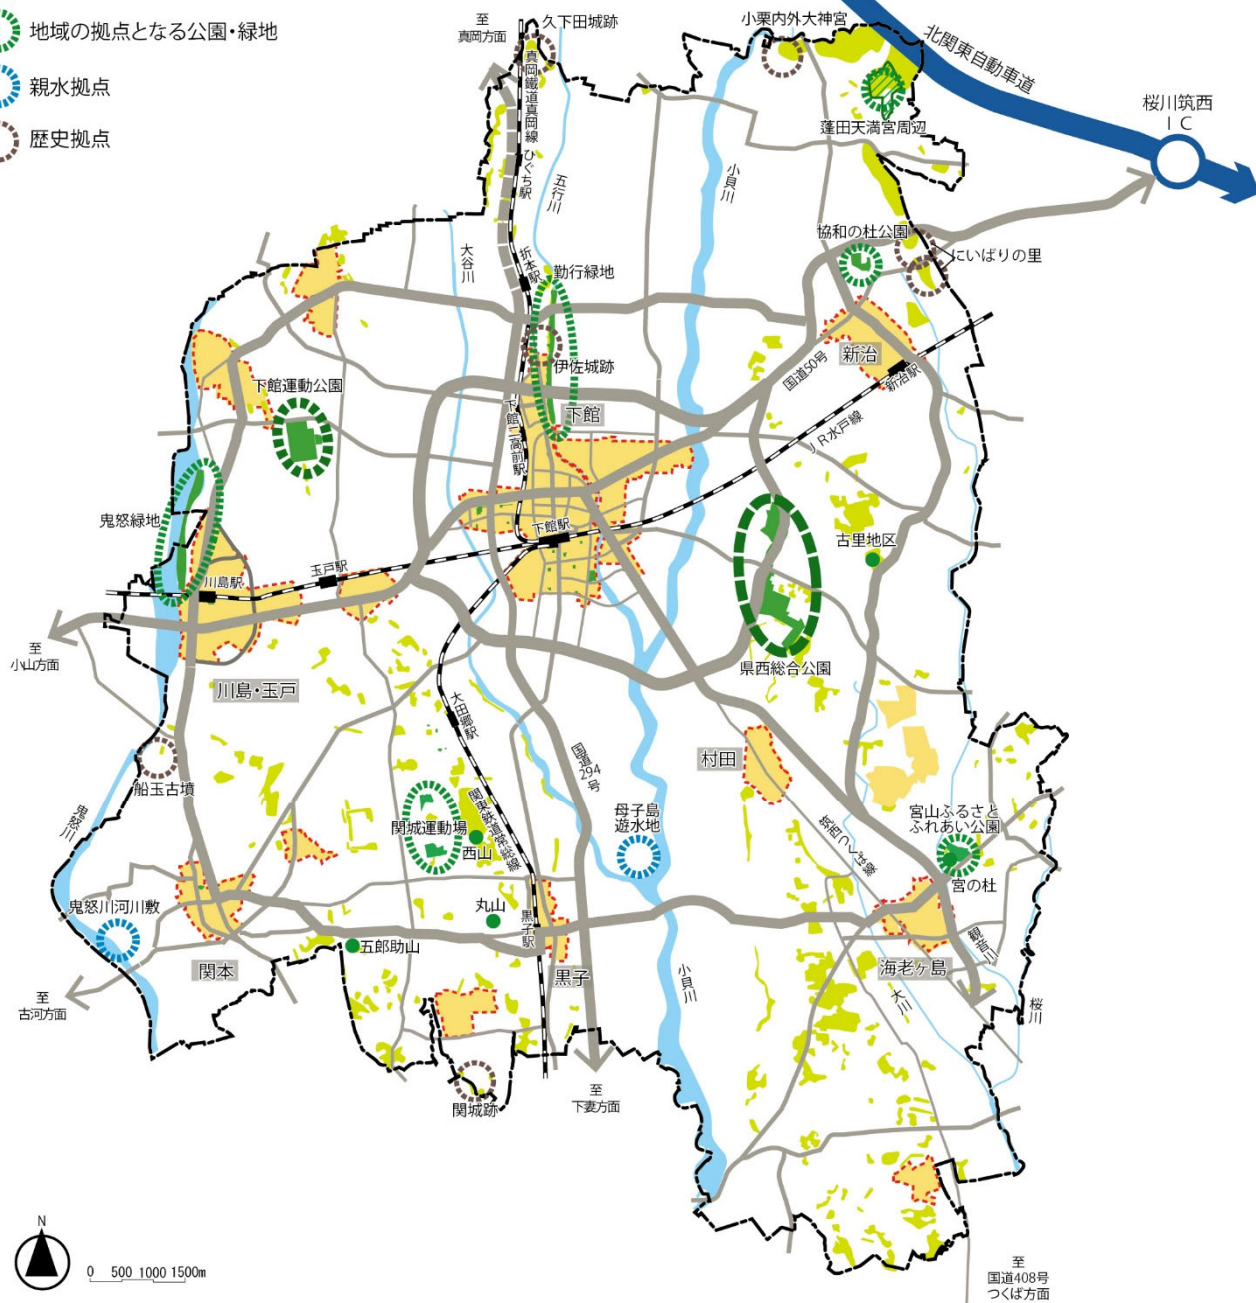 地域の拠点となる公園・緑地
親水拠点
歴史拠点
至
真岡方面
久下田城跡
小栗内外大神宮
北関東自動車道
桜川筑西
IC
蓬田天満宮周辺
真岡鐵道真岡線
ひぐち駅
五行川
小貝川
大谷川
折本駅
勤行緑地
協和の杜公園
にいばりの里
伊佐城跡
国道50号
新治
新治駅
下館運動公園
下館
下館二高前駅
JR水戸線
鬼怒緑地
下館駅
古里地区
玉戸駅
川島駅
至
小山方面
川島・玉戸
県西総合公園
大田郷駅
村田
国道
294
号
船玉古墳
鬼怒川
関城運動場
関東鉄道常総線
西山
母子島
遊水地
筑西つくば線
宮山ふるさと
ふれあい公園
宮の杜
鬼怒川河川敷
丸山
黒子駅
五郎助山
関本
黒子
小貝川
海老ヶ島
観音川
大川
桜川
至
古河方面
関城跡
至
下妻方面
N
0 500 1000 1500m
至
国道408号
つくば方面